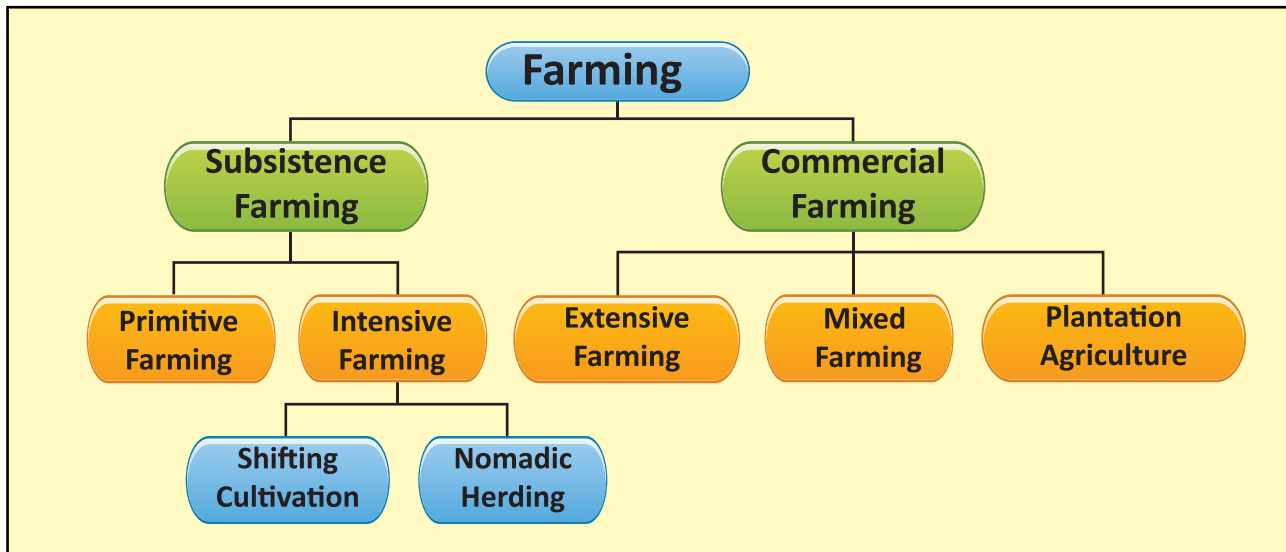 Farming
Subsistence
Farming
Commercial
Farming
Primitive
Farming
Intensive
Farming
Extensive
Farming
Mixed
Farming
Plantation
Agriculture
Shifting
Cultivation
Nomadic
Herding